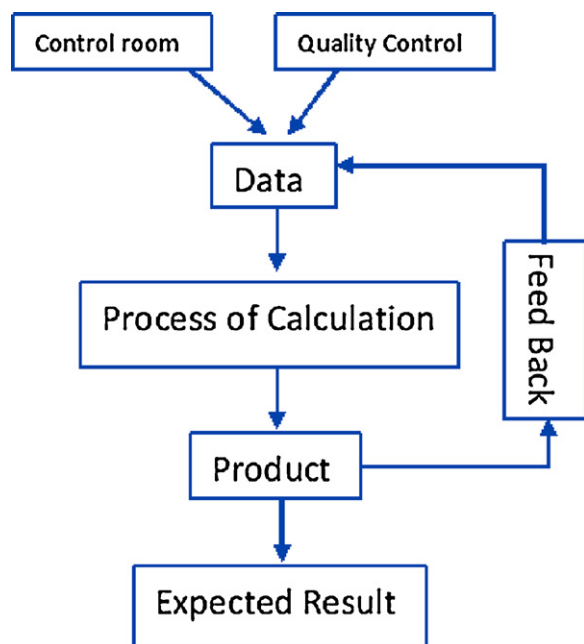 Control room
Quality Control
Data
Process of Calculation
Feed Back
Product
Expected Result